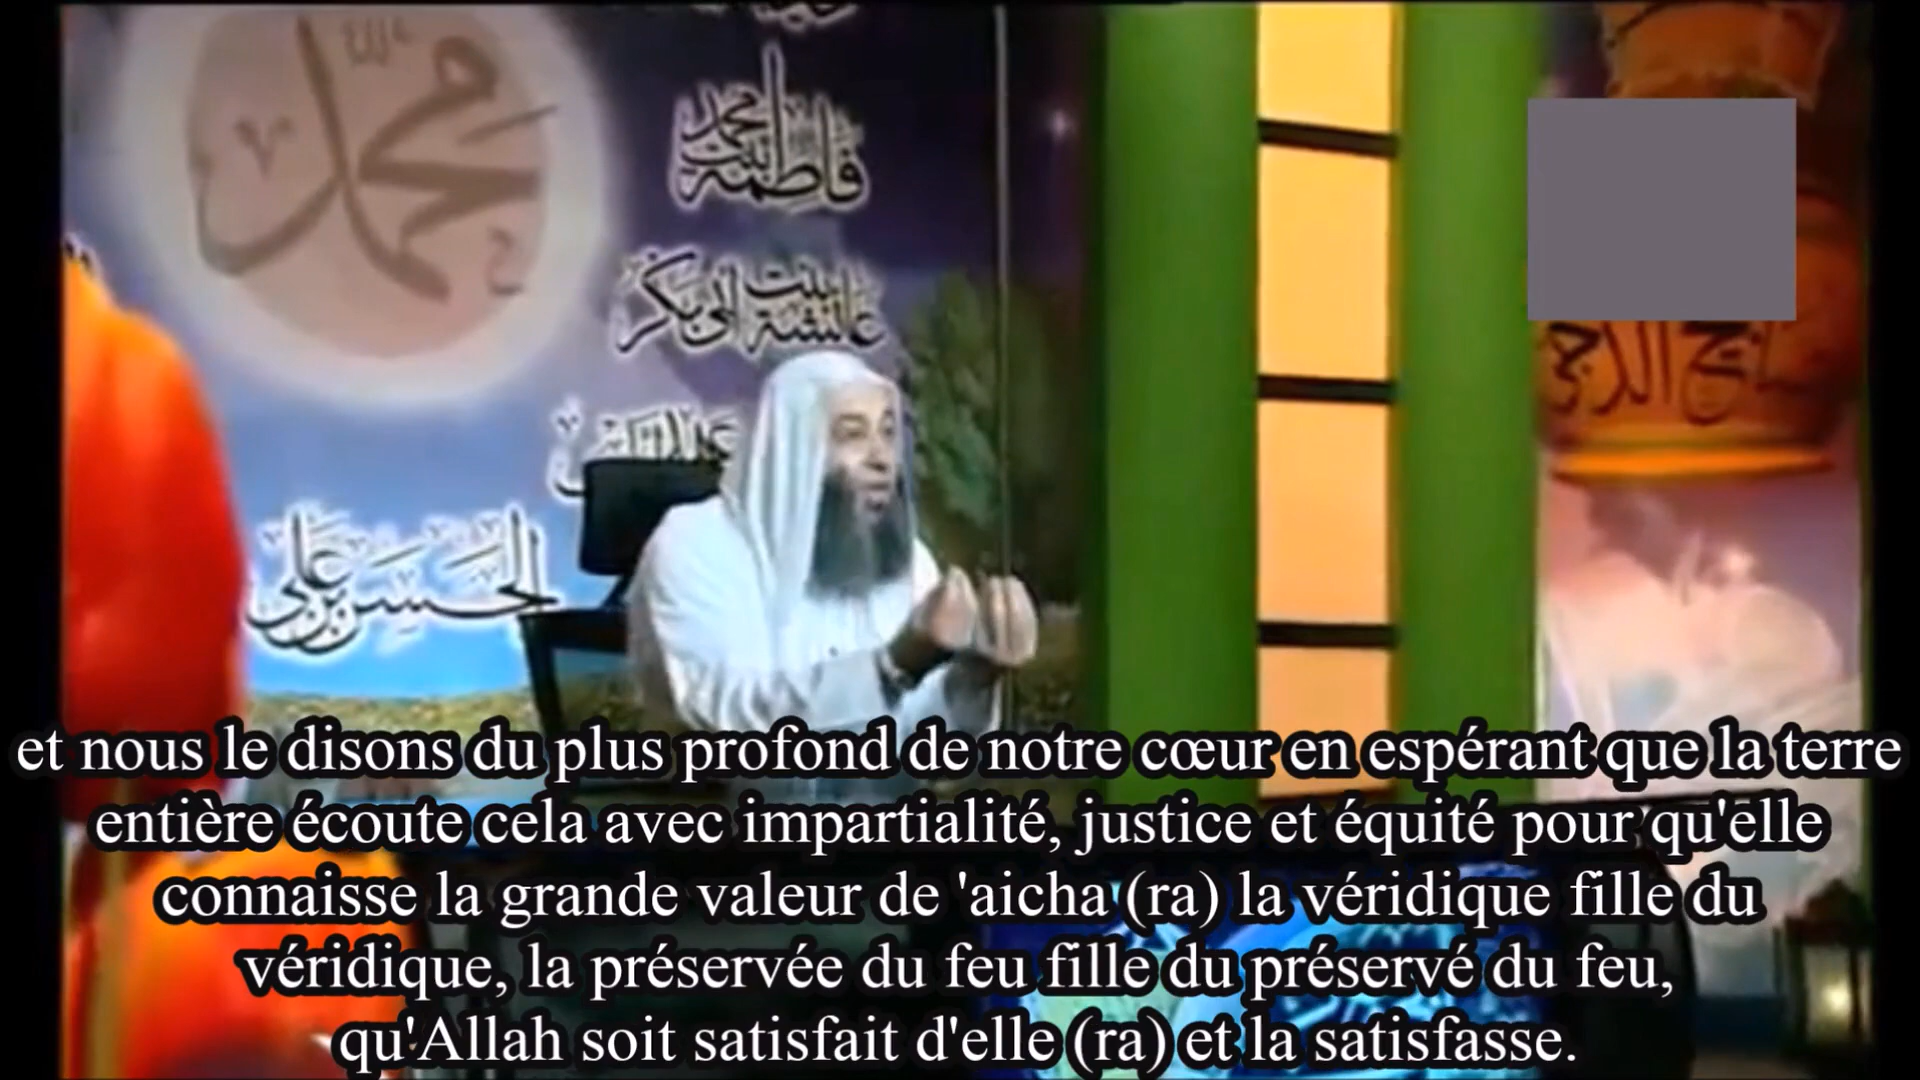 محمد
فاطمة بنت محمد
عائشة بنت أبي بكر
الحسن بن علي
et nous le disons du plus profond de notre cœur en espérant que la terre
entière écoute cela avec impartialité, justice et équité pour qu'elle
connaisse la grande valeur de 'aicha (ra) la véridique fille du
véridique, la préservée du feu fille du préservé du feu,
qu'Allah soit satisfait d'elle (ra) et la satisfasse.